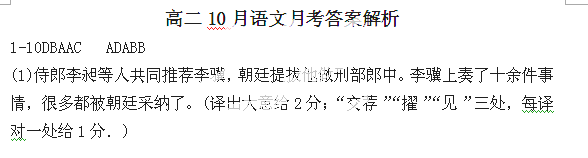 高二 10 月语文月考答案解析
1-10DBAAC ADABB
(1)侍郎李昶等人共同推荐李骥，朝廷提拔他做刑部郎中。李骥上奏了十余件事
情，很多都被朝廷采纳了。(译出大意给 2 分；“交荐”“擢”“见”三处，每译
对一处给 1 分．)